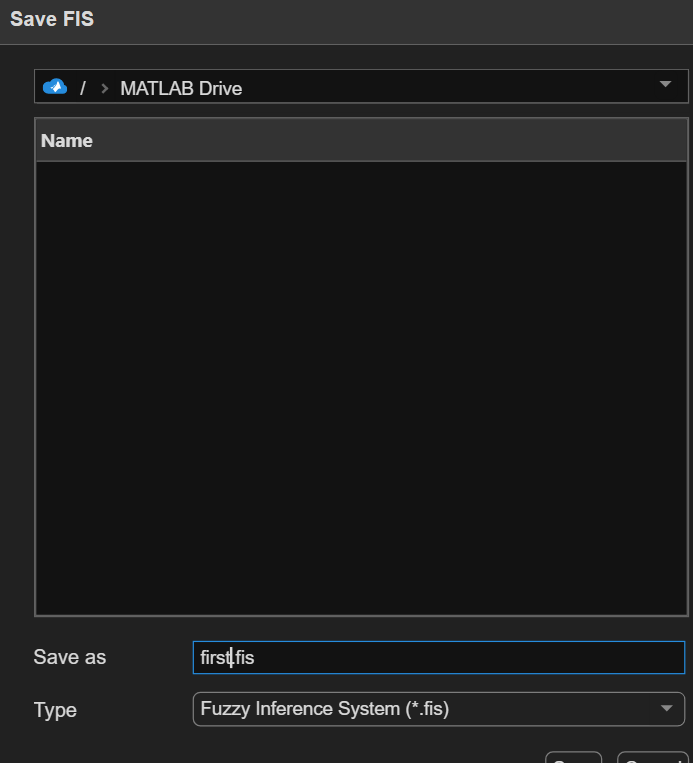 Save FIS
/ > MATLAB Drive
Name
Save as first.fis
Type Fuzzy Inference System (*.fis)